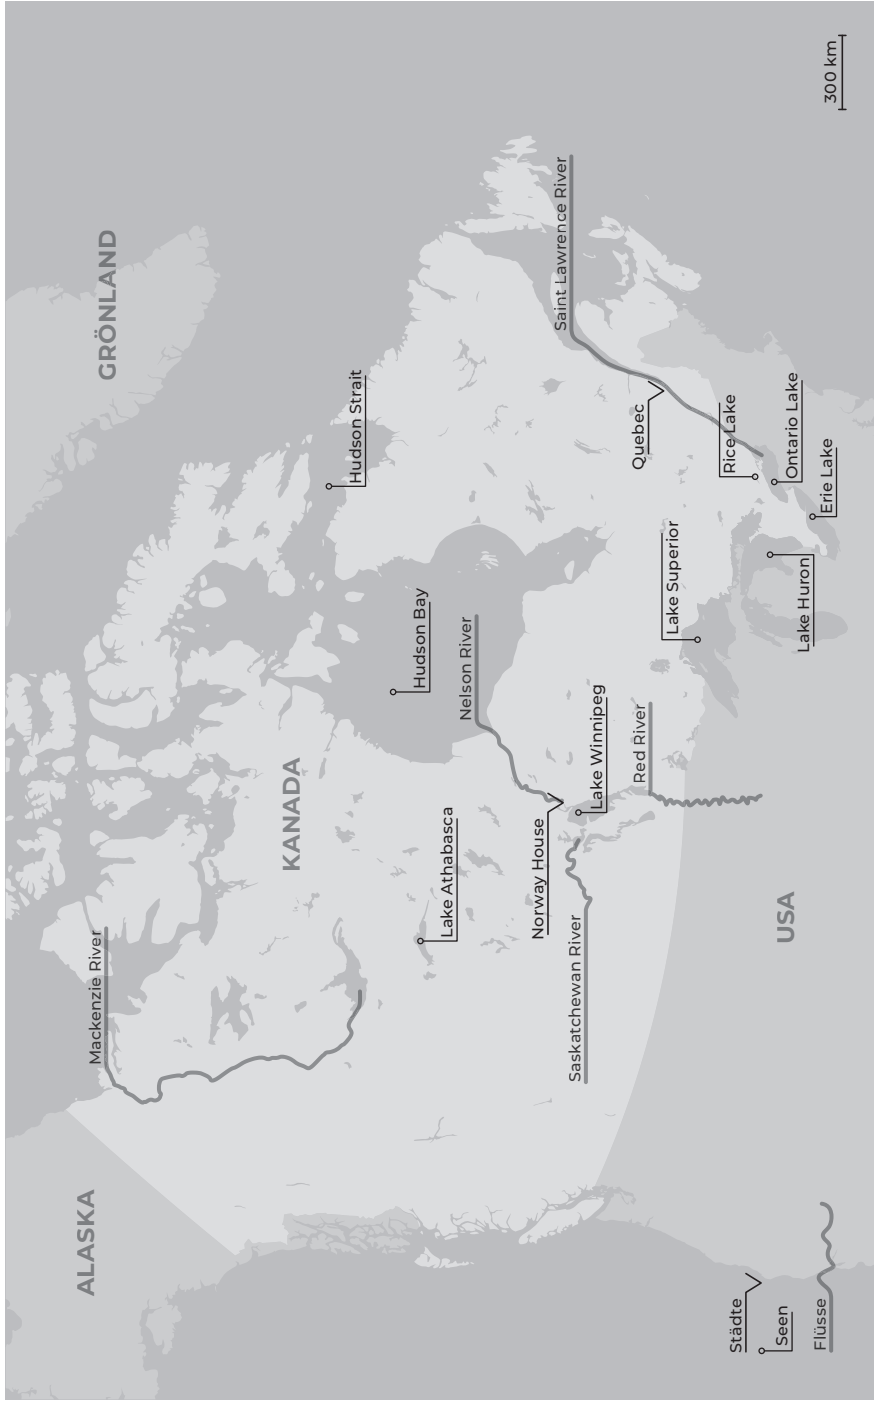 GRÖNLAND
ALASKA
KANADA
USA
Mackenzie River
Hudson Strait
Hudson Bay
Lake Athabasca
Nelson River
Norway House
Saskatchewan River
Lake Winnipeg
Red River
Saint Lawrence River
Quebec
Lake Superior
Rice Lake
Ontario Lake
Erie Lake
Lake Huron
Städte
Seen
Flüsse
300 km